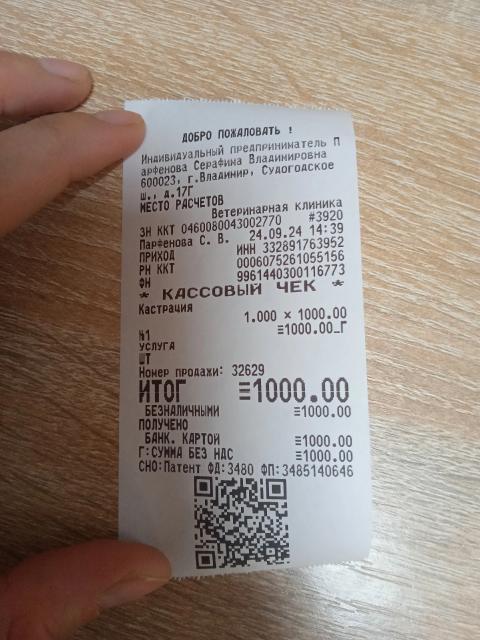 ДОБРО ПОЖАЛОВАТЬ !
Индивидуальный предприниматель П
арфенова Серафина Владимировна
600023, г.Владимир, Судогодское
ш., д.17Г
МЕСТО РАСЧЕТОВ
Ветеринарная клиника
ЗН ККТ 0460080043002770 #3920
Парфенова С. В. 24.09.24 14:39
ПРИХОД ИНН 332891763952
РН ККТ 0006075261055156
ФН 9961440300116773
* КАССОВЫЙ ЧЕК *
Кастрация
1.000 × 1000.00
№1 ≡1000.00_Г
УСЛУГА
ШТ
Номер продажи: 32629
ИТОГ ≡1000.00
БЕЗНАЛИЧНЫМИ ≡1000.00
ПОЛУЧЕНО
БАНК. КАРТОЙ ≡1000.00
Г:СУММА БЕЗ НДС ≡1000.00
СНО:Патент ФД:3480 ФП:3485140646